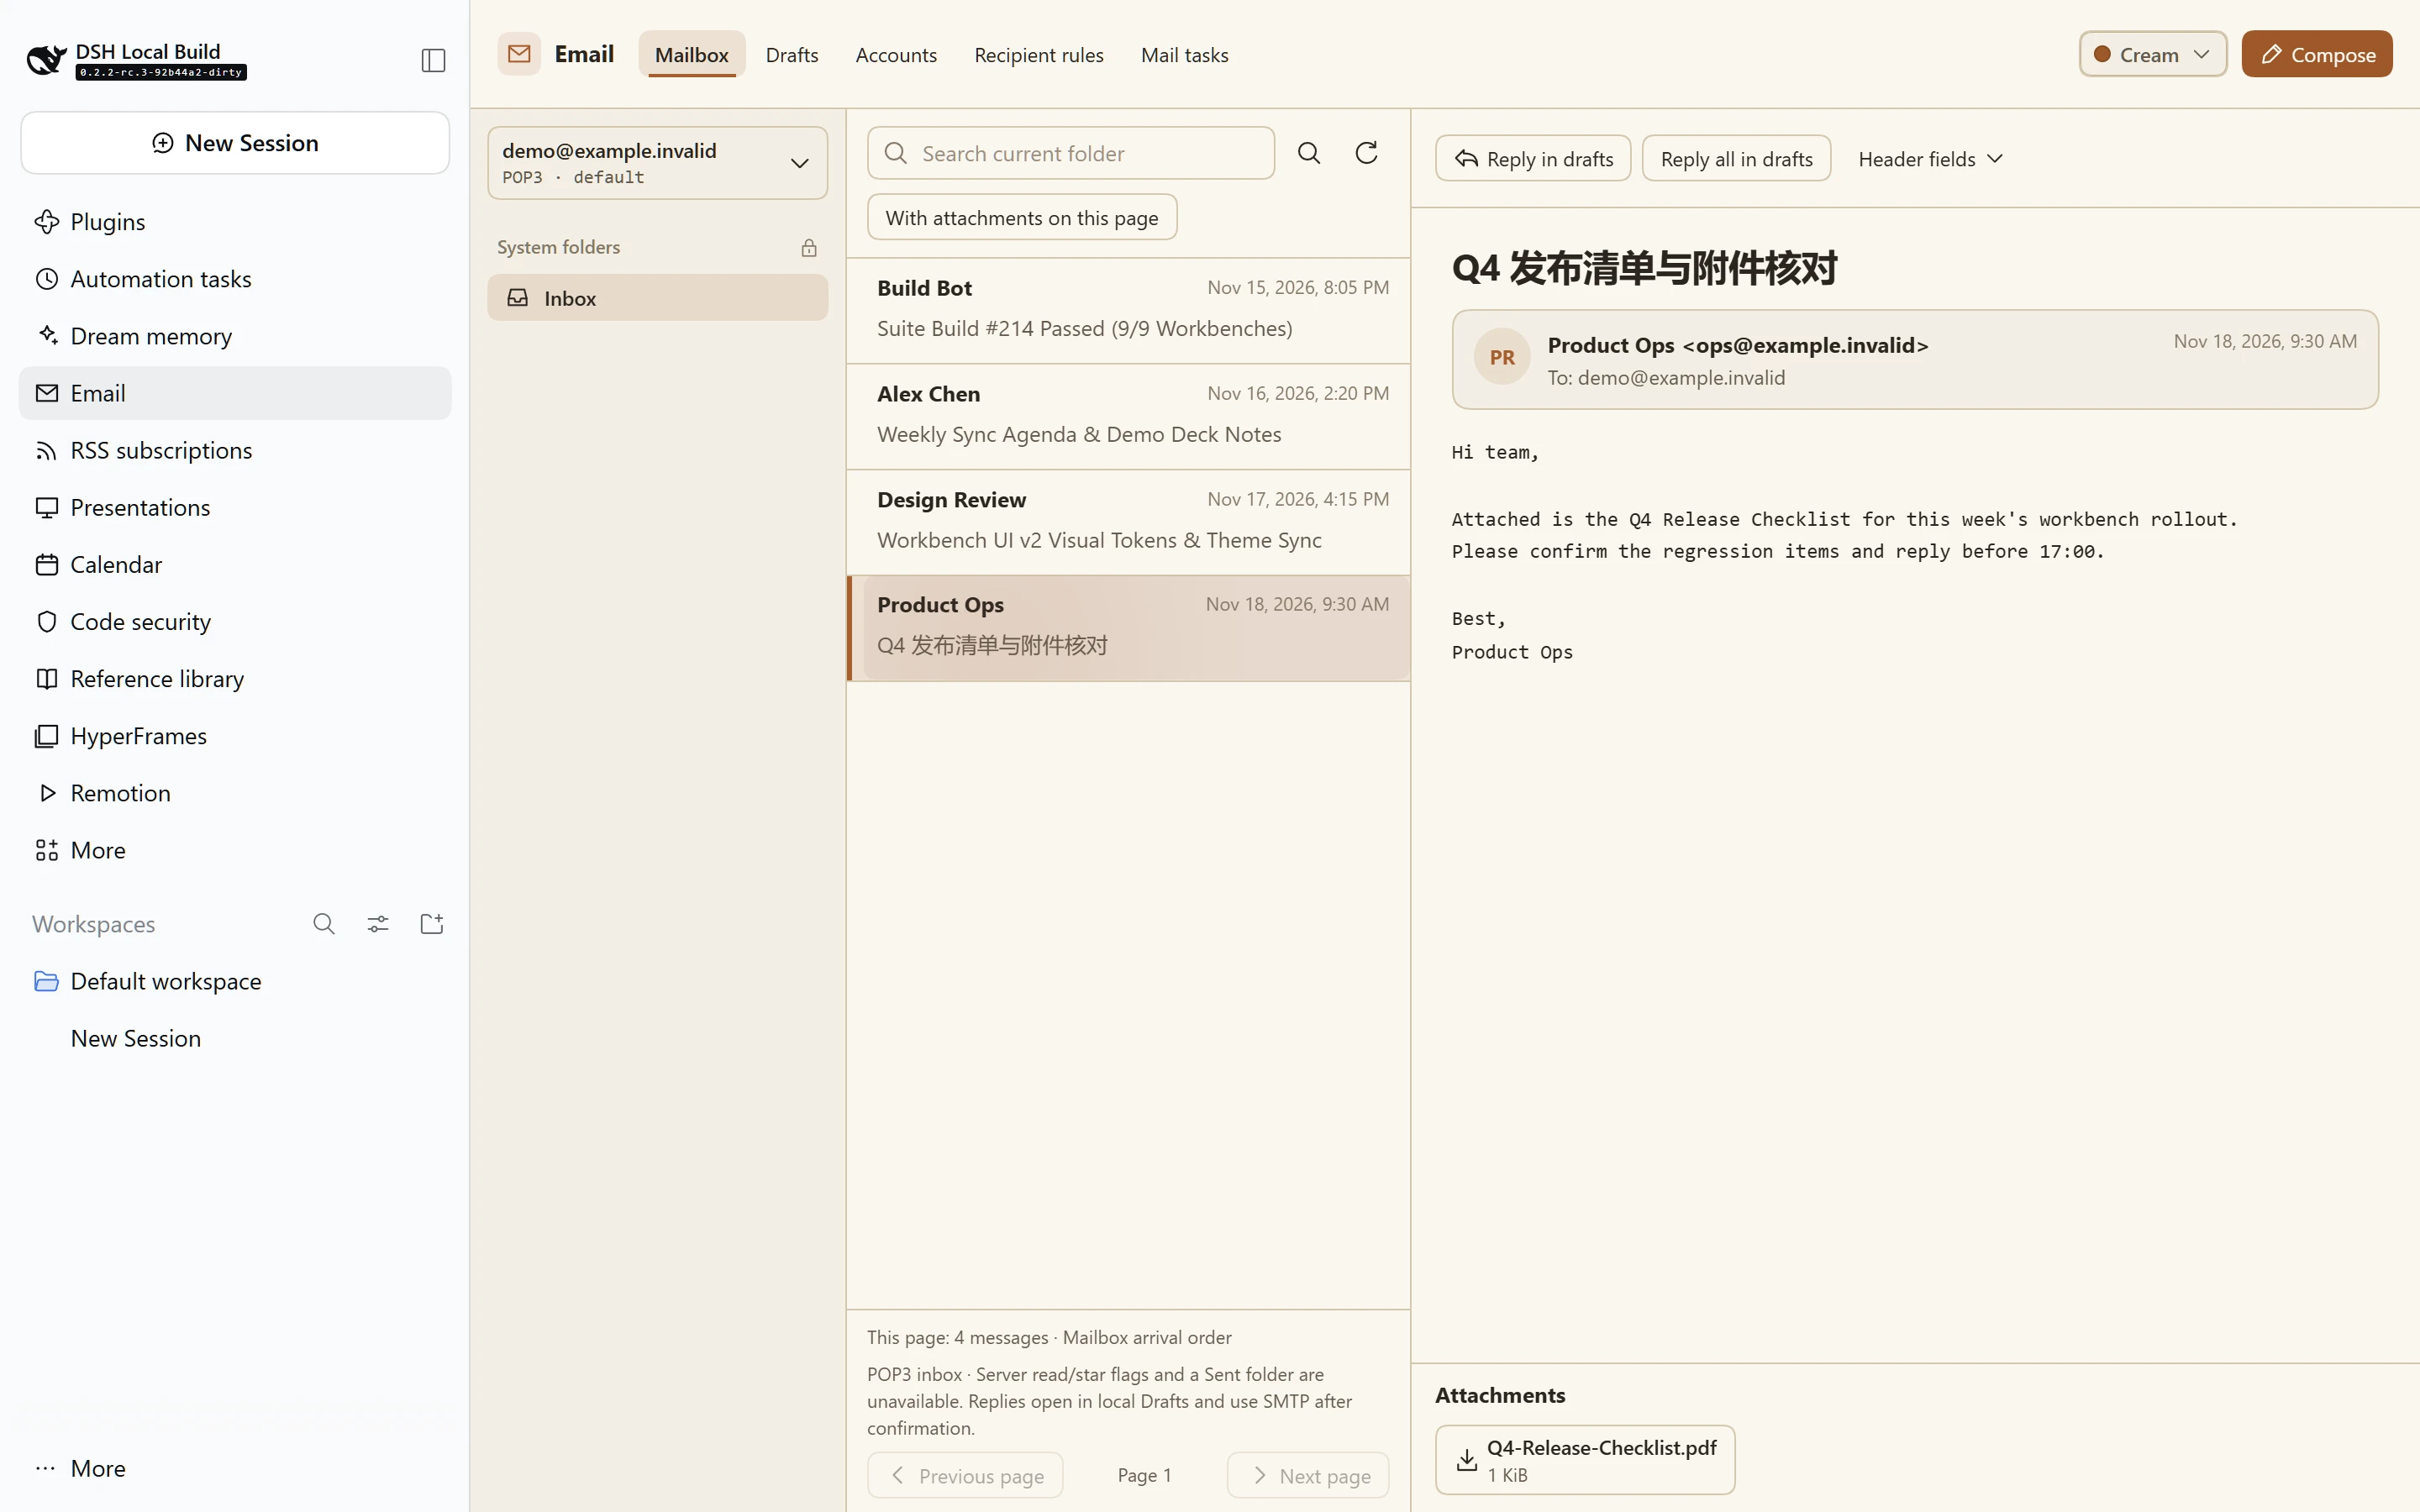 DSH Local Build
0.2.2-rc.3-92b44a2-dirty
New Session
Plugins
Automation tasks
Dream memory
Email
RSS subscriptions
Presentations
Calendar
Code security
Reference library
HyperFrames
Remotion
More
Workspaces
Default workspace
New Session
More
Email
Mailbox
Drafts
Accounts
Recipient rules
Mail tasks
Cream
Compose
demo@example.invalid
POP3 · default
System folders
Inbox
Search current folder
With attachments on this page
Build Bot
Nov 15, 2026, 8:05 PM
Suite Build #214 Passed (9/9 Workbenches)
Alex Chen
Nov 16, 2026, 2:20 PM
Weekly Sync Agenda & Demo Deck Notes
Design Review
Nov 17, 2026, 4:15 PM
Workbench UI v2 Visual Tokens & Theme Sync
Product Ops
Nov 18, 2026, 9:30 AM
Q4 发布清单与附件核对
This page: 4 messages · Mailbox arrival order
POP3 inbox · Server read/star flags and a Sent folder are
unavailable. Replies open in local Drafts and use SMTP after
confirmation.
Previous page
Page 1
Next page
Reply in drafts
Reply all in drafts
Header fields
Q4 发布清单与附件核对
PR
Product Ops <ops@example.invalid>
Nov 18, 2026, 9:30 AM
To: demo@example.invalid
Hi team,
Attached is the Q4 Release Checklist for this week's workbench rollout.
Please confirm the regression items and reply before 17:00.
Best,
Product Ops
Attachments
Q4-Release-Checklist.pdf
1 KiB